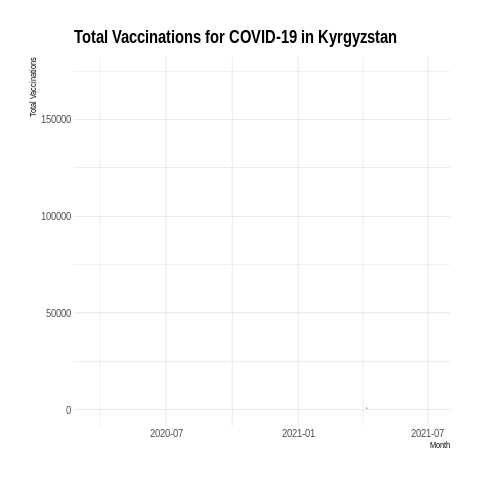 Total Vaccinations for COVID-19 in Kyrgyzstan
Total Vaccinations
150000
100000
50000
0
2020-07
2021-01
2021-07
Month